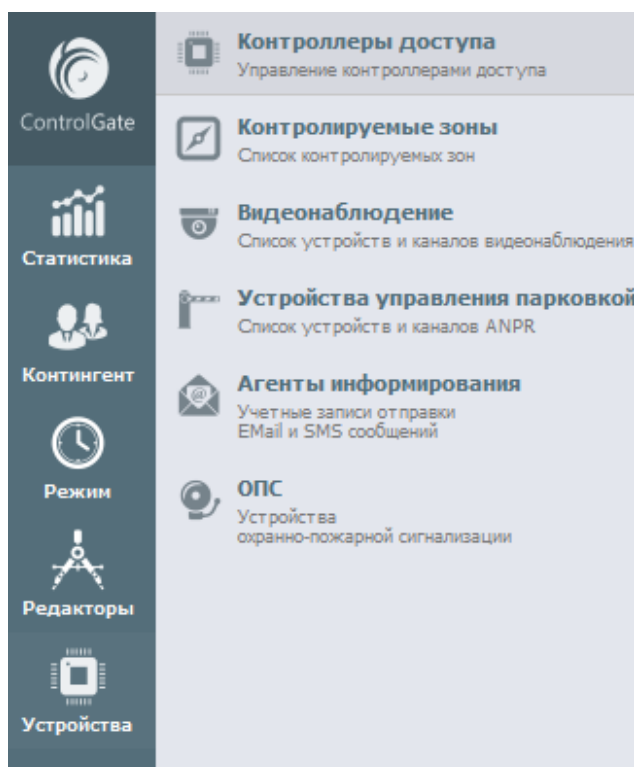 ControlGate
Статистика
Контингент
Режим
Редакторы
Устройства
Контроллеры доступа
Управление контроллерами доступа
Контролируемые зоны
Список контролируемых зон
Видеонаблюдение
Список устройств и каналов видеонаблюдения
Устройства управления парковкой
Список устройств и каналов ANPR
Агенты информирования
Учетные записи отправки
EMail и SMS сообщений
ОПС
Устройства
охранно-пожарной сигнализации